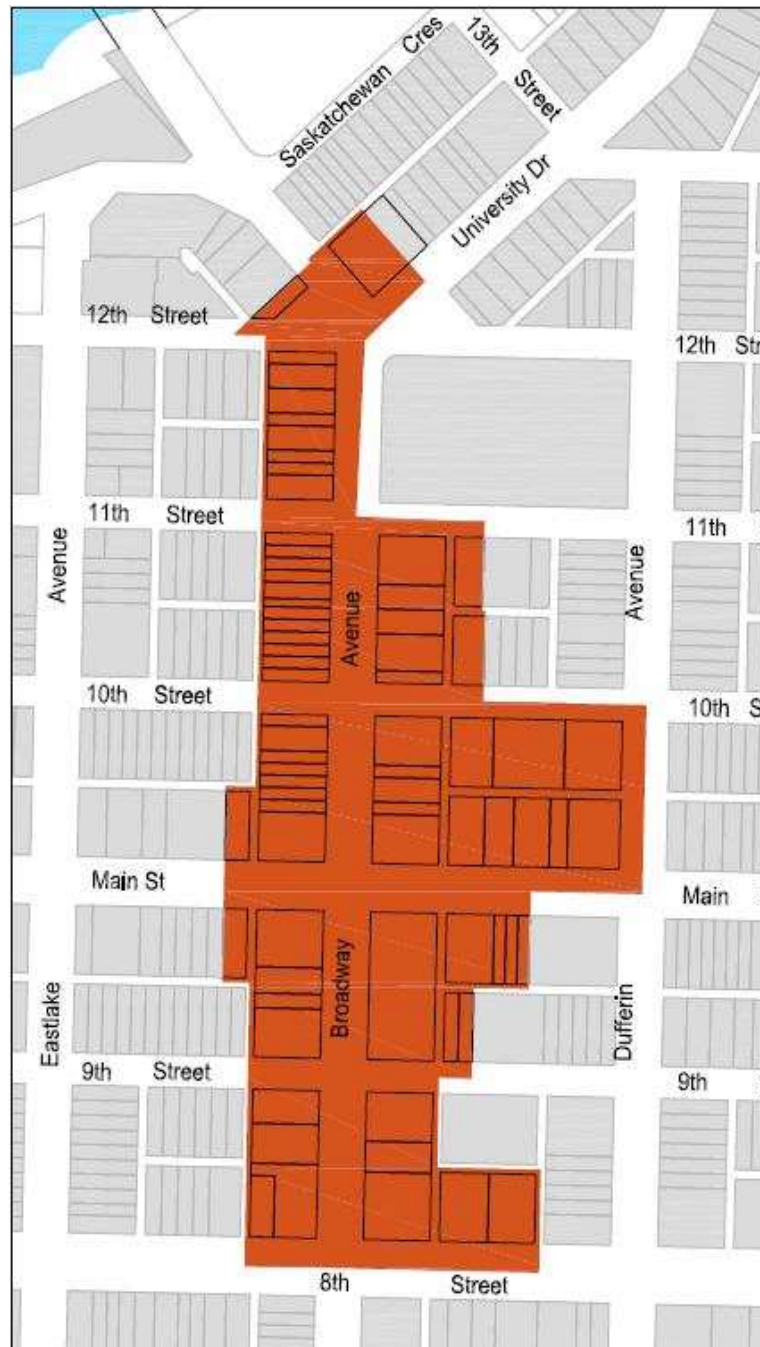 Saskatchewan Cres
13th Street
University Dr
12th Street
12th Str
11th Street
11th
Avenue
Avenue
Avenue
10th Street
10th S
Main St
Main
Broadway
Eastlake
Dufferin
9th Street
9th
8th Street